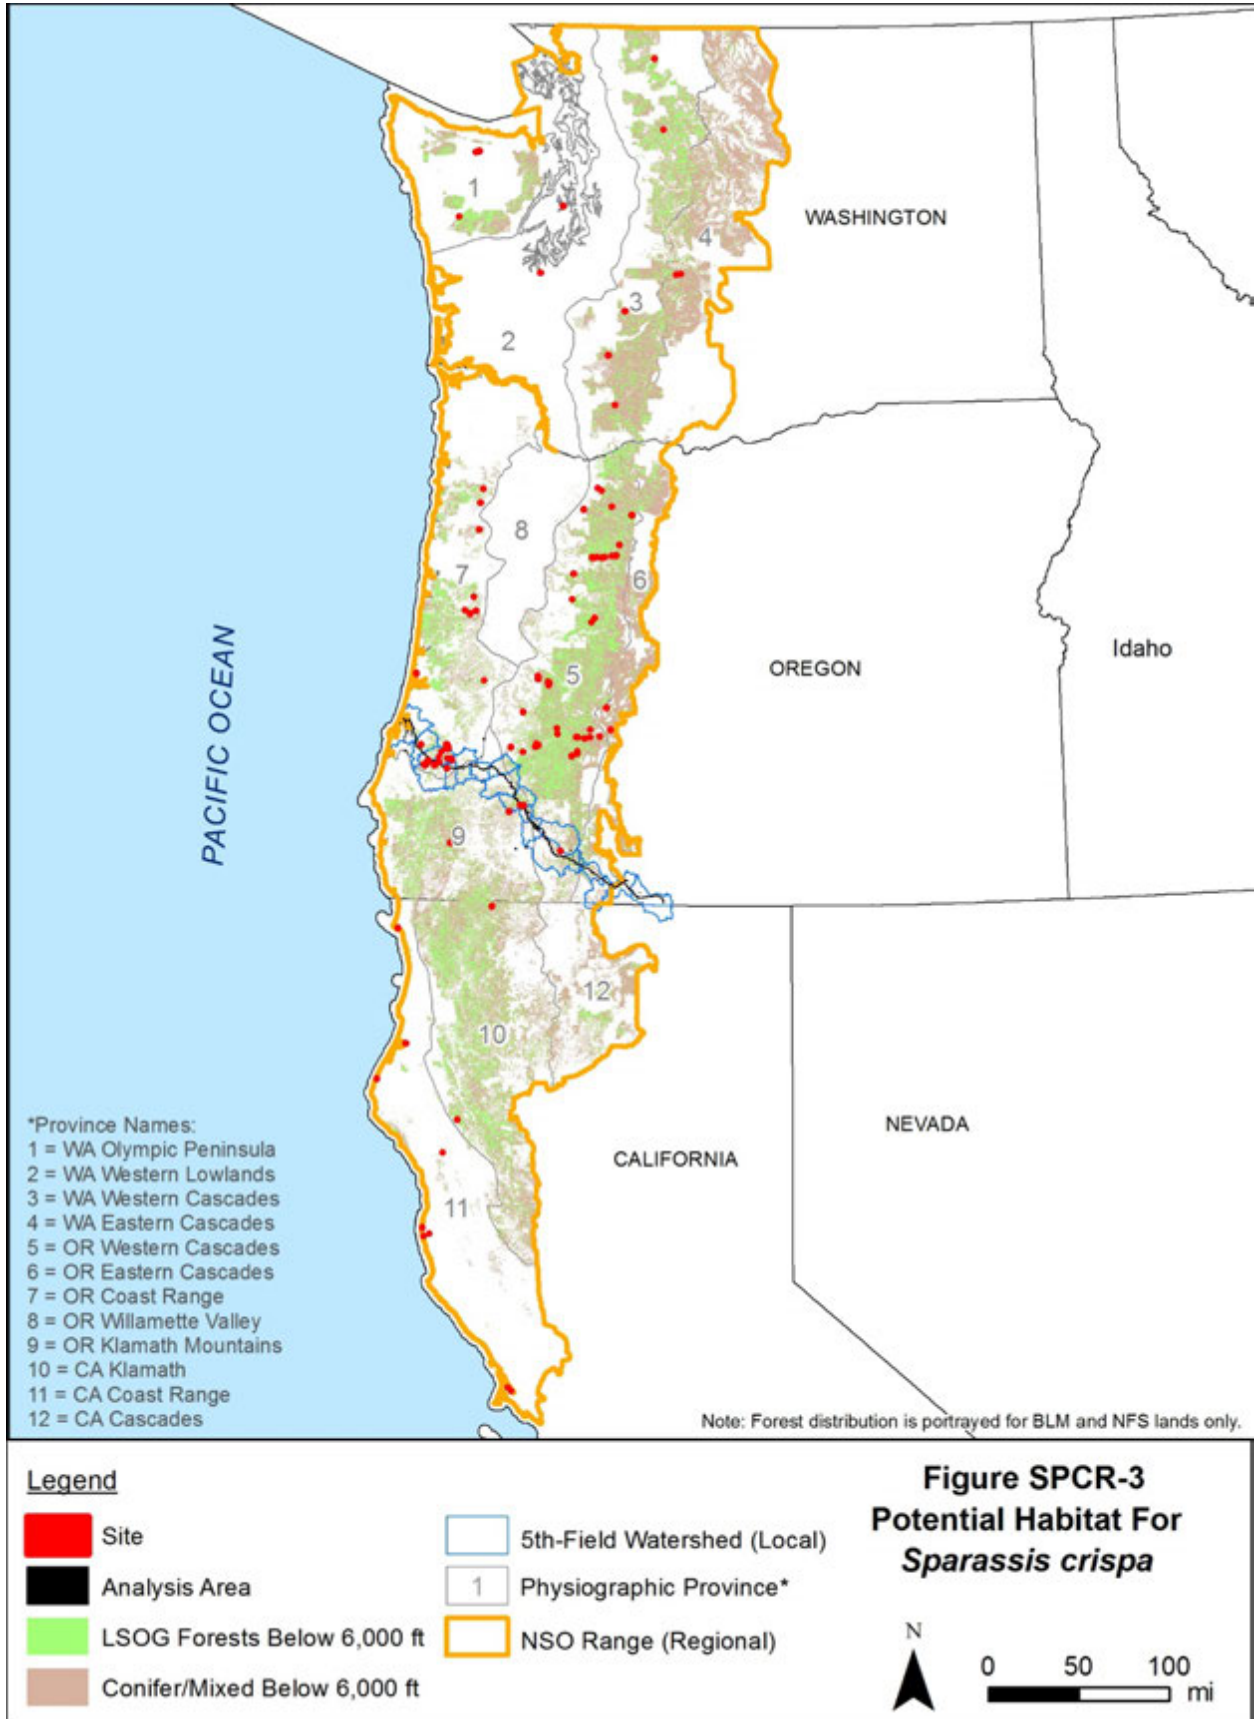 WASHINGTON
1
4
3
2
8
7
6
PACIFIC OCEAN
5
OREGON
Idaho
9
12
10
NEVADA
CALIFORNIA
11
*Province Names:
1 = WA Olympic Peninsula
2 = WA Western Lowlands
3 = WA Western Cascades
4 = WA Eastern Cascades
5 = OR Western Cascades
6 = OR Eastern Cascades
7 = OR Coast Range
8 = OR Willamette Valley
9 = OR Klamath Mountains
10 = CA Klamath
11 = CA Coast Range
12 = CA Cascades
Note: Forest distribution is portrayed for BLM and NFS lands only.
Legend
Site
Analysis Area
LSOG Forests Below 6,000 ft
Conifer/Mixed Below 6,000 ft
5th-Field Watershed (Local)
1 Physiographic Province*
NSO Range (Regional)
Figure SPCR-3
Potential Habitat For
Sparassis crispa
N
0 50 100
mi